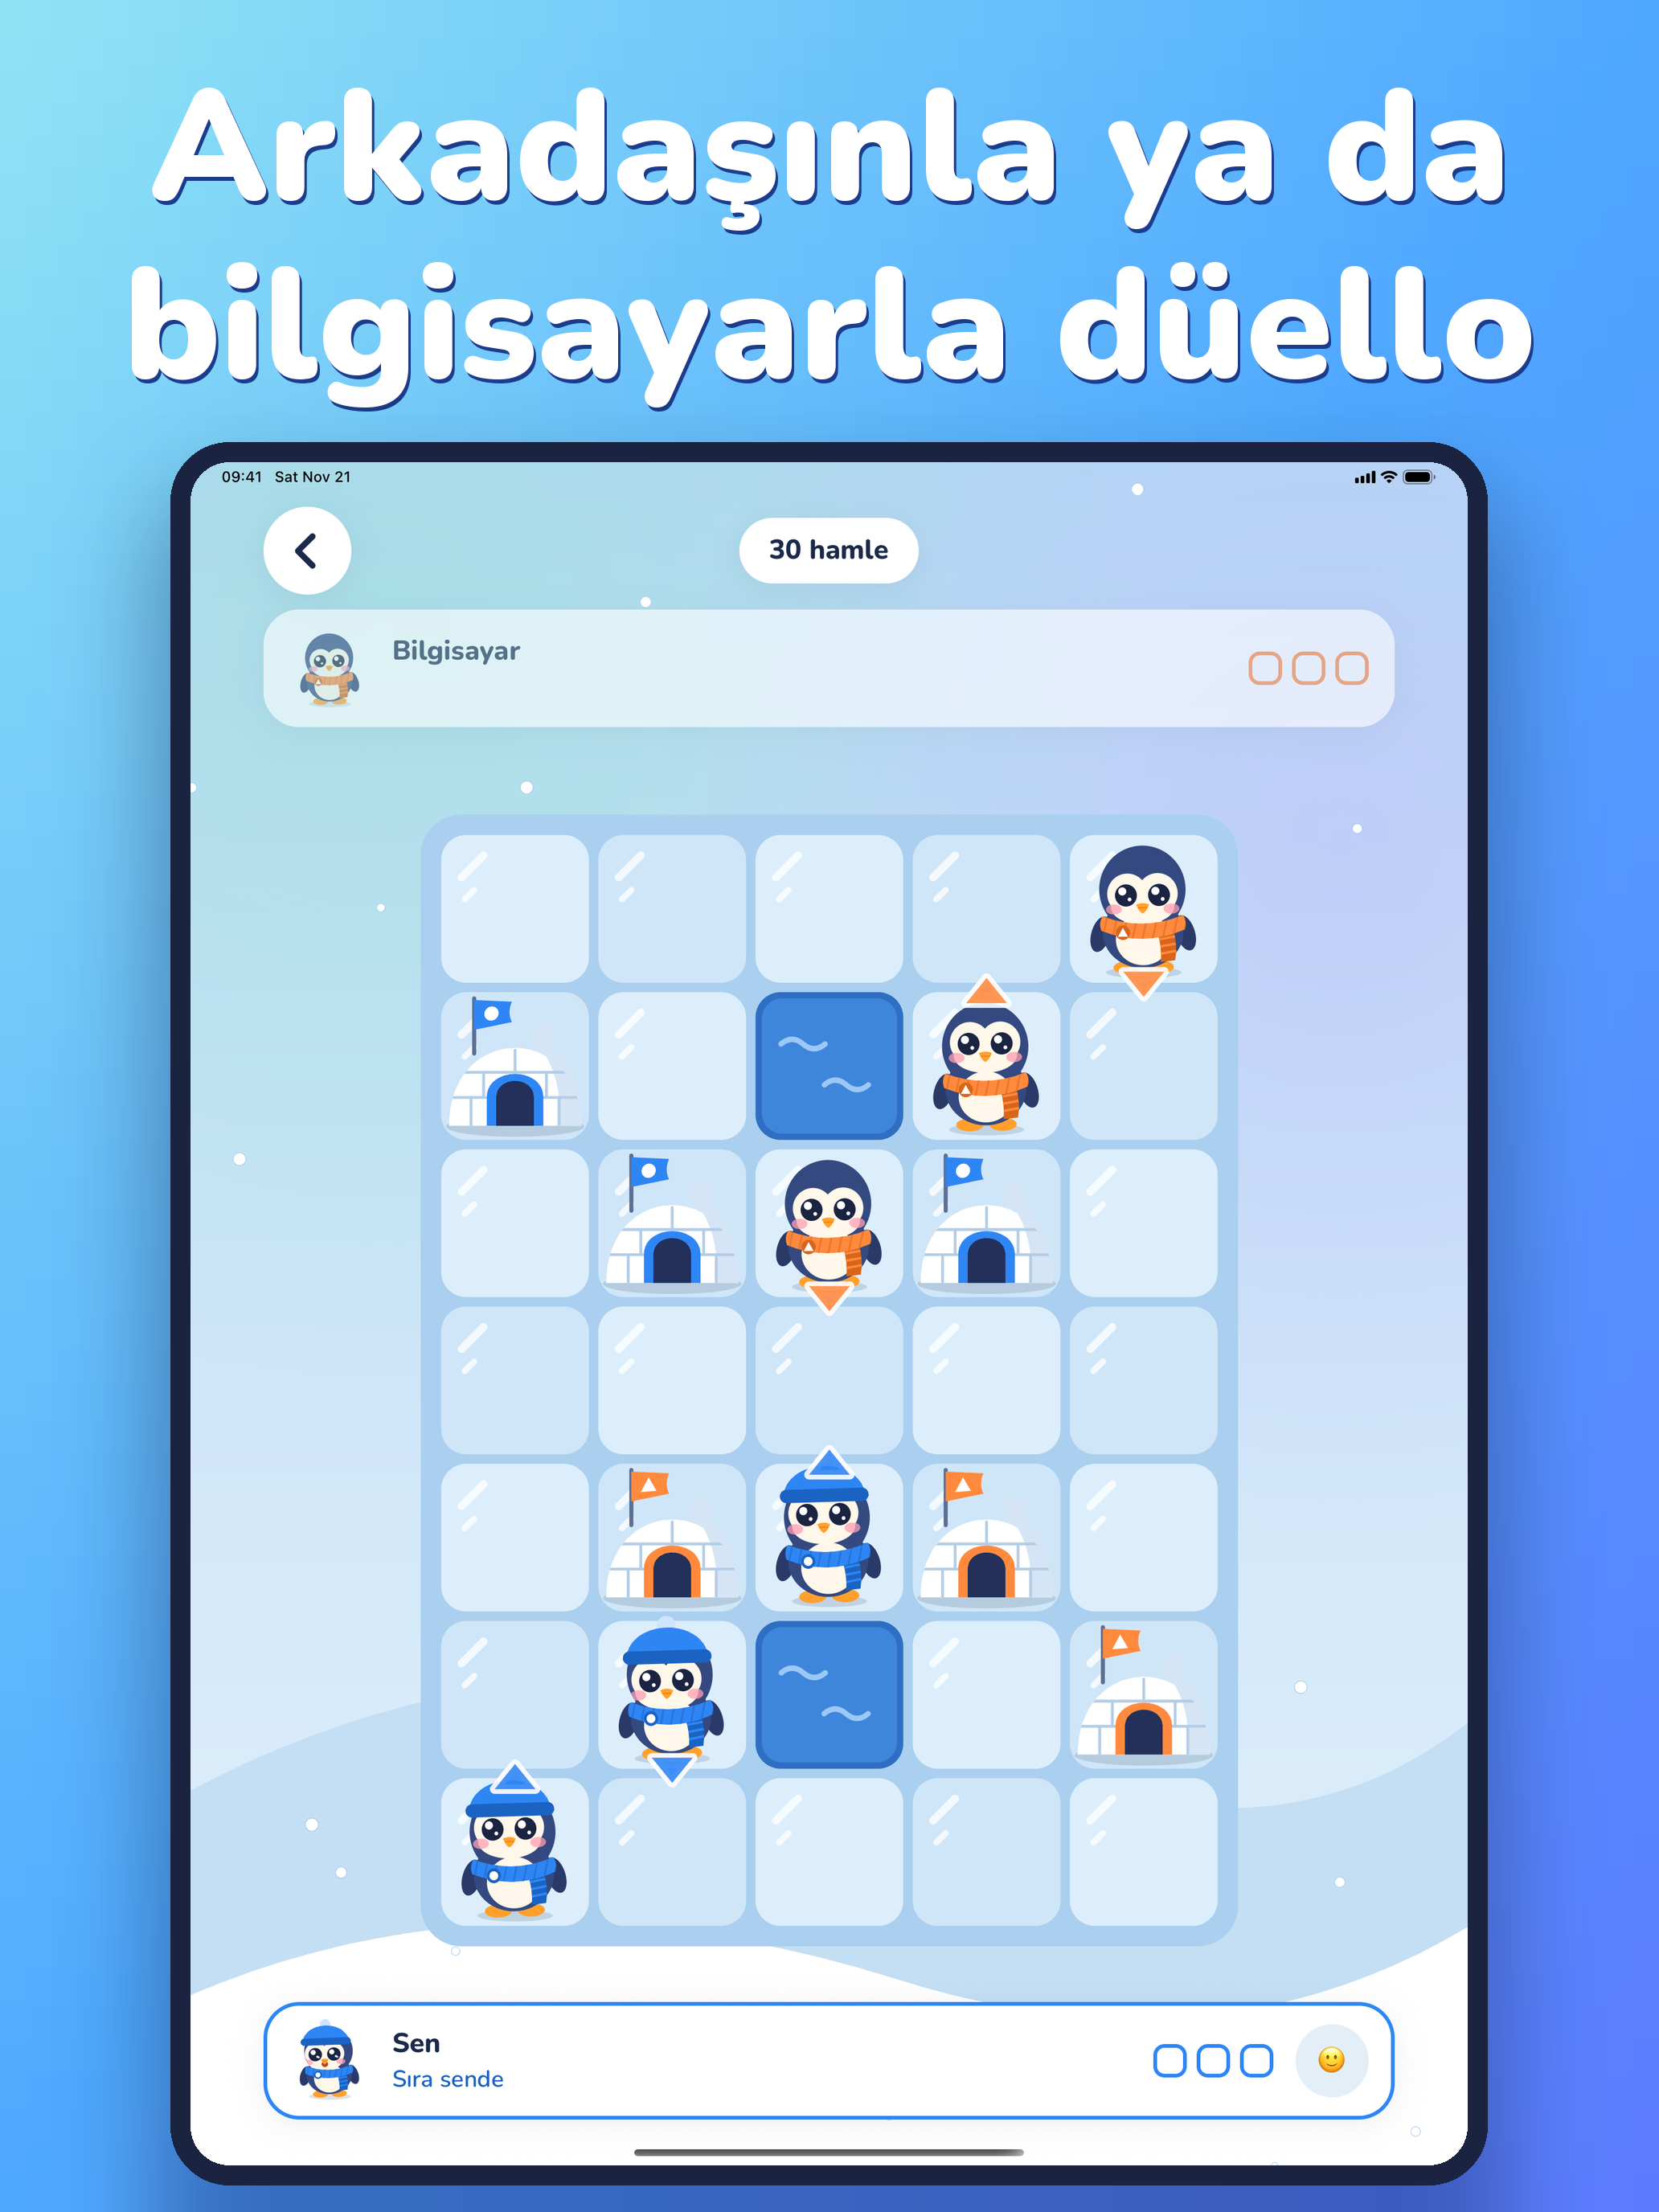 Arkadaşınla ya da
bilgisayarla düello
09:41 Sat Nov 21
30 hamle
Bilgisayar
Sen
Sıra sende